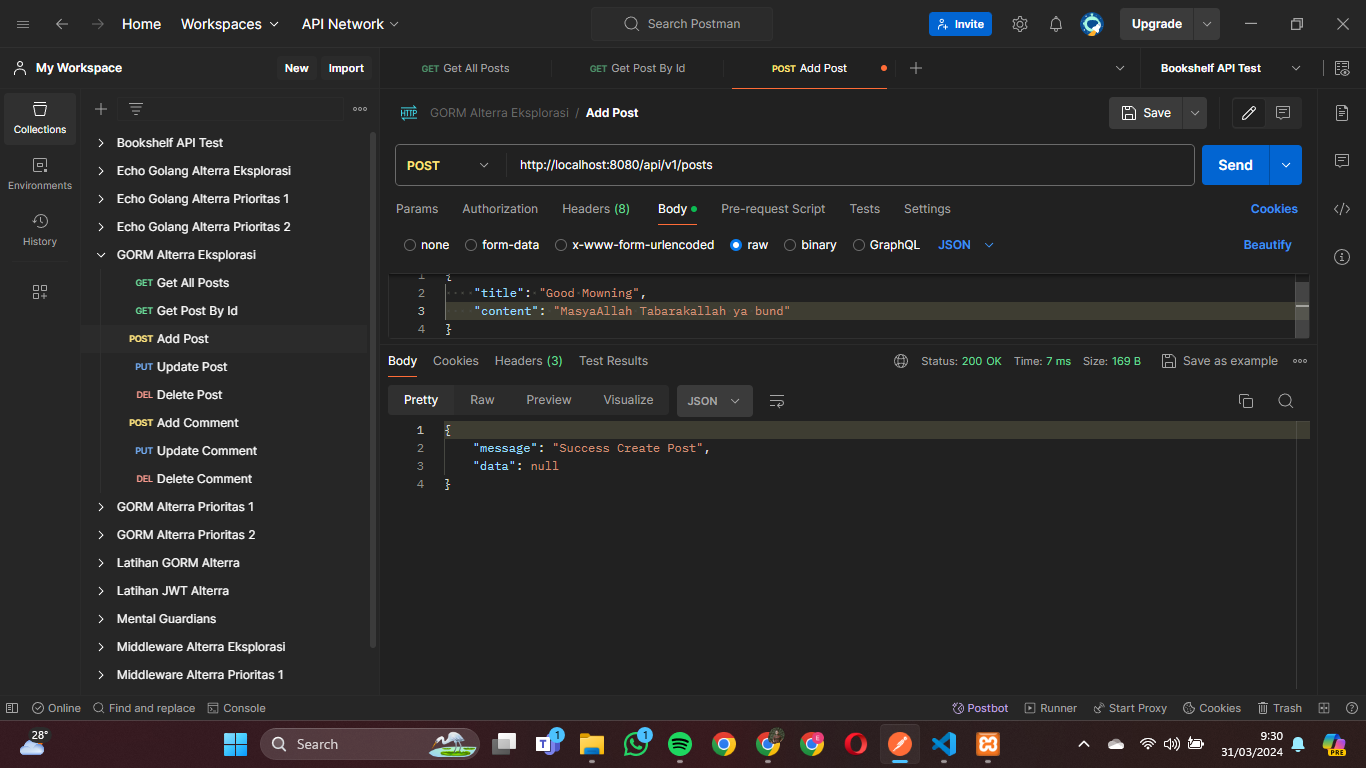 Home
Workspaces
API Network
Search Postman
Invite
Upgrade
My Workspace
New
Import
GET Get All Posts
GET Get Post By Id
POST Add Post
Bookshelf API Test
Collections
Environments
History
Bookshelf API Test
Echo Golang Alterra Eksplorasi
Echo Golang Alterra Prioritas 1
Echo Golang Alterra Prioritas 2
GORM Alterra Eksplorasi
GET Get All Posts
GET Get Post By Id
POST Add Post
PUT Update Post
DEL Delete Post
POST Add Comment
PUT Update Comment
DEL Delete Comment
GORM Alterra Prioritas 1
GORM Alterra Prioritas 2
Latihan GORM Alterra
Latihan JWT Alterra
Mental Guardians
Middleware Alterra Eksplorasi
Middleware Alterra Prioritas 1
HTTP GORM Alterra Eksplorasi / Add Post
Save
POST
http://localhost:8080/api/v1/posts
Send
Params Authorization Headers (8) Body Pre-request Script Tests Settings
Cookies
none form-data x-www-form-urlencoded raw binary GraphQL JSON
Beautify
1 {
2 "title": "Good Mowning",
3 "content": "MasyaAllah Tabarakallah ya bund"
4 }
Body Cookies Headers (3) Test Results
Status: 200 OK Time: 7 ms Size: 169 B
Save as example
Pretty Raw Preview Visualize JSON
1 {
2 "message": "Success Create Post",
3 "data": null
4 }
Online
Find and replace
Console
Postbot
Runner
Start Proxy
Cookies
Trash
28°
Search
1
1
9:30
31/03/2024
PRE